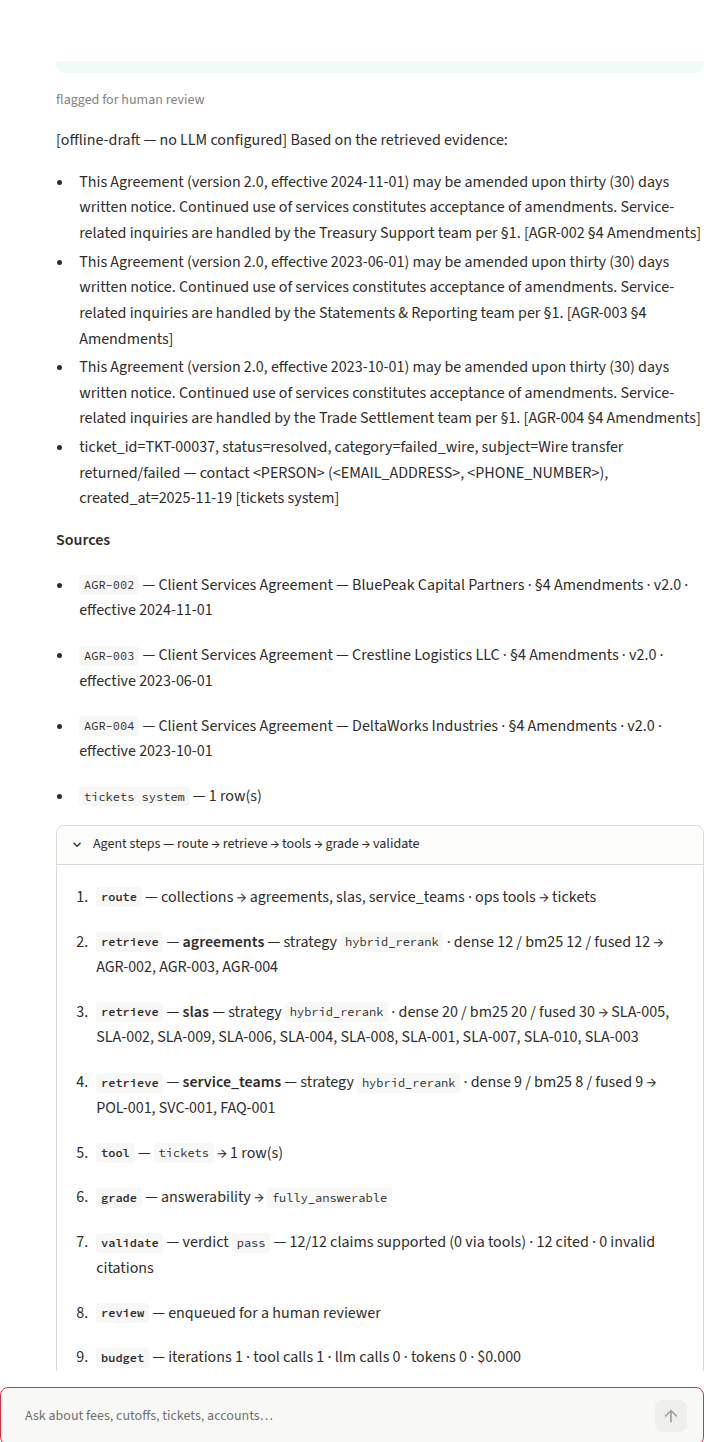 flagged for human review
[offline-draft — no LLM configured] Based on the retrieved evidence:
• This Agreement (version 2.0, effective 2024-11-01) may be amended upon thirty (30) days
written notice. Continued use of services constitutes acceptance of amendments. Service-
related inquiries are handled by the Treasury Support team per §1. [AGR-002 §4 Amendments]
• This Agreement (version 2.0, effective 2023-06-01) may be amended upon thirty (30) days
written notice. Continued use of services constitutes acceptance of amendments. Service-
related inquiries are handled by the Statements & Reporting team per §1. [AGR-003 §4
Amendments]
• This Agreement (version 2.0, effective 2023-10-01) may be amended upon thirty (30) days
written notice. Continued use of services constitutes acceptance of amendments. Service-
related inquiries are handled by the Trade Settlement team per §1. [AGR-004 §4 Amendments]
• ticket_id=TKT-00037, status=resolved, category=failed_wire, subject=Wire transfer
returned/failed — contact <PERSON> (<EMAIL_ADDRESS>, <PHONE_NUMBER>),
created_at=2025-11-19 [tickets system]
Sources
• AGR-002 — Client Services Agreement — BluePeak Capital Partners · §4 Amendments · v2.0 ·
effective 2024-11-01
• AGR-003 — Client Services Agreement — Crestline Logistics LLC · §4 Amendments · v2.0 ·
effective 2023-06-01
• AGR-004 — Client Services Agreement — DeltaWorks Industries · §4 Amendments · v2.0 ·
effective 2023-10-01
• tickets system — 1 row(s)
Agent steps — route → retrieve → tools → grade → validate
1. route — collections → agreements, slas, service_teams · ops tools → tickets
2. retrieve — agreements — strategy hybrid_rerank · dense 12 / bm25 12 / fused 12 →
AGR-002, AGR-003, AGR-004
3. retrieve — slas — strategy hybrid_rerank · dense 20 / bm25 20 / fused 30 → SLA-005,
SLA-002, SLA-009, SLA-006, SLA-004, SLA-008, SLA-001, SLA-007, SLA-010, SLA-003
4. retrieve — service_teams — strategy hybrid_rerank · dense 9 / bm25 8 / fused 9 →
POL-001, SVC-001, FAQ-001
5. tool — tickets → 1 row(s)
6. grade — answerability → fully_answerable
7. validate — verdict pass — 12/12 claims supported (0 via tools) · 12 cited · 0 invalid
citations
8. review — enqueued for a human reviewer
9. budget — iterations 1 · tool calls 1 · llm calls 0 · tokens 0 · $0.000
Ask about fees, cutoffs, tickets, accounts…